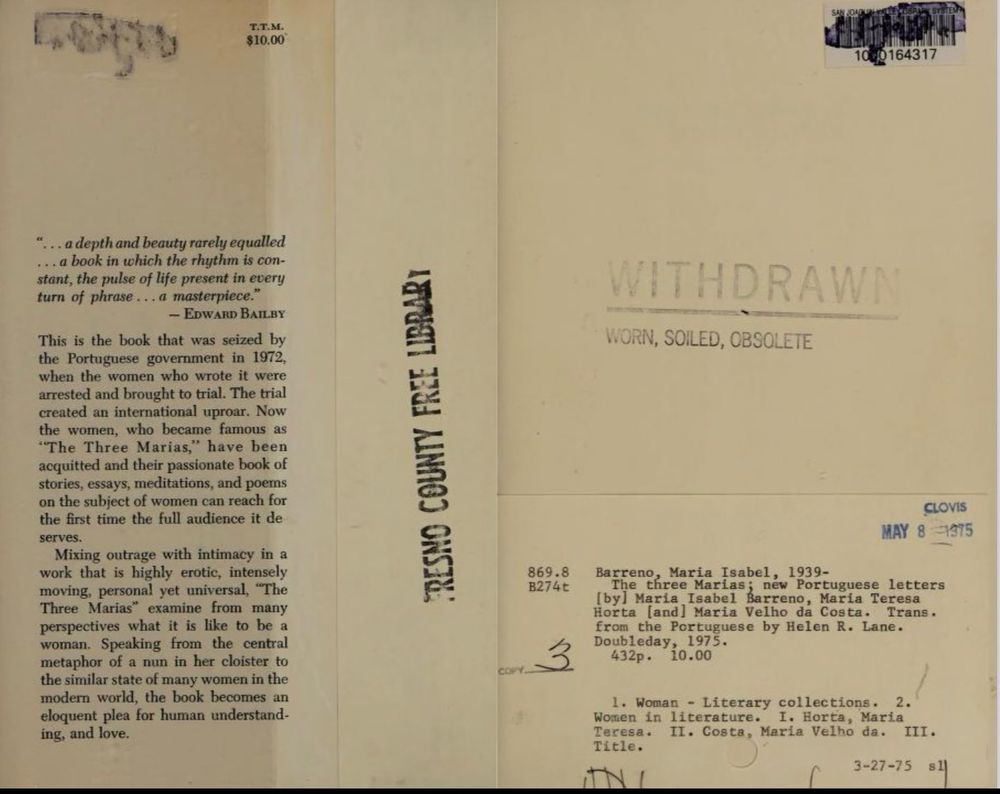 T.T.M.
$10.00
“. . . a depth and beauty rarely equalled
. . . a book in which the rhythm is con-
stant, the pulse of life present in every
turn of phrase . . . a masterpiece.”
— EDWARD BAILBY
This is the book that was seized by
the Portuguese government in 1972,
when the women who wrote it were
arrested and brought to trial. The trial
created an international uproar. Now
the women, who became famous as
“The Three Marias,” have been
acquitted and their passionate book of
stories, essays, meditations, and poems
on the subject of women can reach for
the first time the full audience it de
serves.
Mixing outrage with intimacy in a
work that is highly erotic, intensely
moving, personal yet universal, “The
Three Marias” examine from many
perspectives what it is like to be a
woman. Speaking from the central
metaphor of a nun in her cloister to
the similar state of many women in the
modern world, the book becomes an
eloquent plea for human understand-
ing, and love.
FRESNO COUNTY FREE LIBRARY
SAN JOAQUIN VALLEY LIBRARY SYSTEM
WITHDRAWN
WORN, SOILED, OBSOLETE
CLOVIS
MAY 8 1975
869.8 Barreno, Maria Isabel, 1939-
B274t The three Marias; new Portuguese letters
[by] Maria Isabel Barreno, Maria Teresa
Horta [and] Maria Velho da Costa. Trans.
from the Portuguese by Helen R. Lane.
Doubleday, 1975.
432p. 10.00
COPY 3
1. Woman - Literary collections. 2.
Women in literature. I. Horta, Maria
Teresa. II. Costa, Maria Velho da. III.
Title.
3-27-75 sl